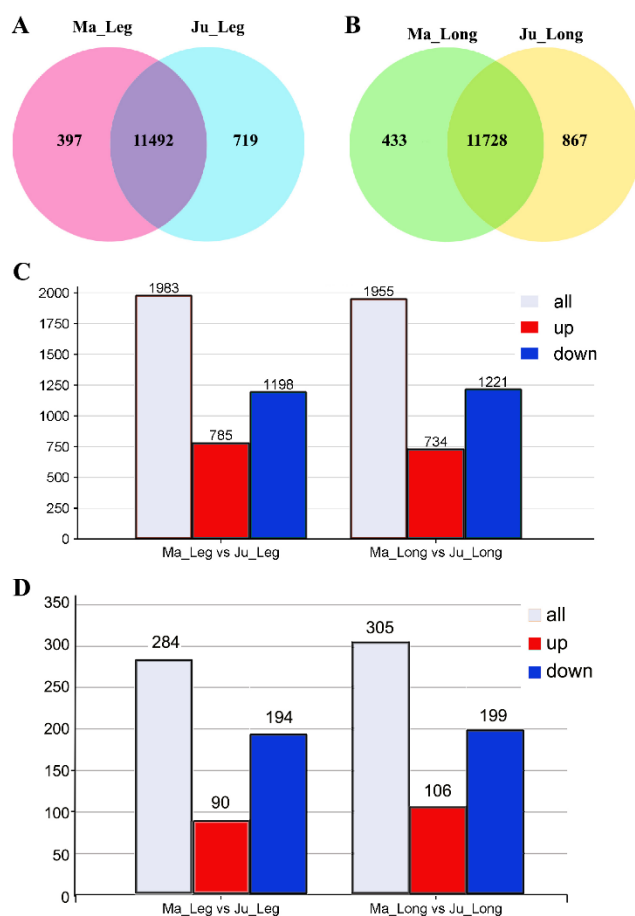 A
Ma_Leg
Ju_Leg
397
11492
719
B
Ma_Long
Ju_Long
433
11728
867
C
2000
1750
1500
1250
1000
750
500
250
0
1983
785
1198
1955
734
1221
all
up
down
Ma_Leg vs Ju_Leg
Ma_Long vs Ju_Long
D
350
300
250
200
150
100
50
0
284
90
194
305
106
199
all
up
down
Ma_Leg vs Ju_Leg
Ma_Long vs Ju_Long